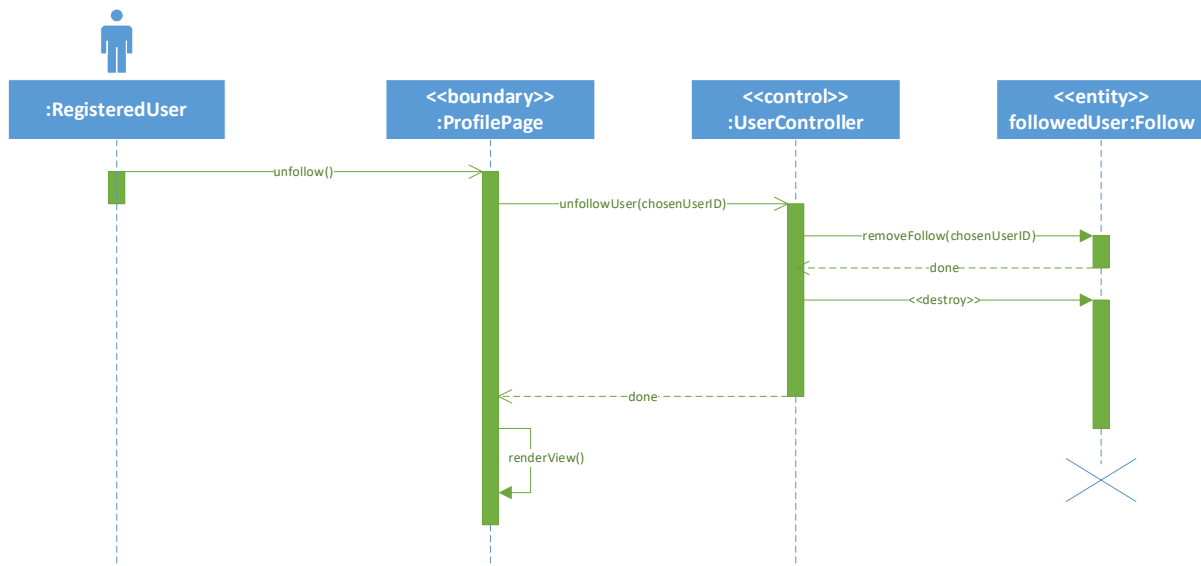 :RegisteredUser
<<boundary>>
:ProfilePage
<<control>>
:UserController
<<entity>>
followedUser:Follow
unfollow()
unfollowUser(chosenUserID)
removeFollow(chosenUserID)
done
<<destroy>>
done
renderView()